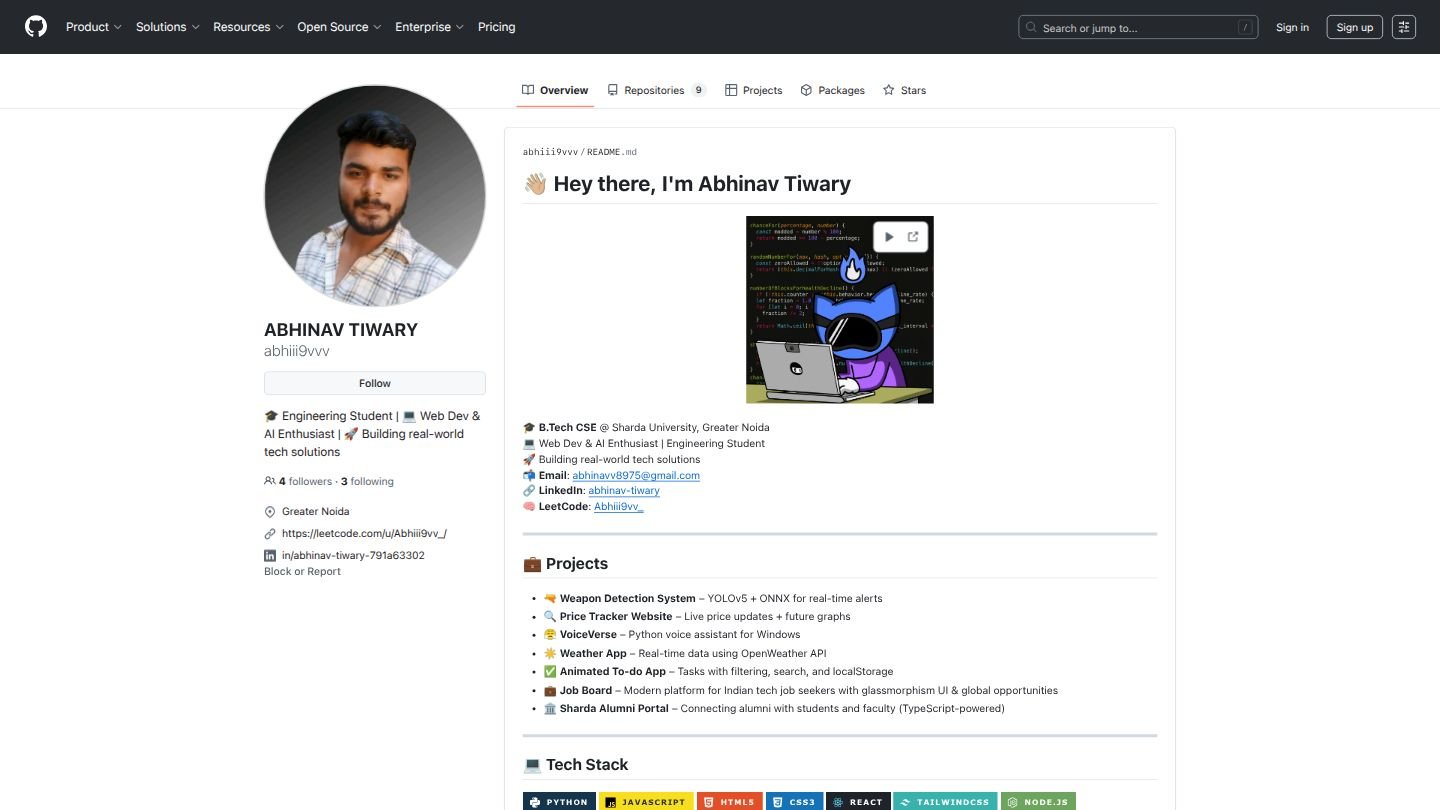 Product Solutions Resources Open Source Enterprise Pricing Search or jump to... / Sign in Sign up
Overview Repositories 9 Projects Packages Stars
ABHINAV TIWARY
abhiii9vvv
Follow
🎓 Engineering Student | 💻 Web Dev &
AI Enthusiast | 🚀 Building real-world
tech solutions
4 followers · 3 following
Greater Noida
https://leetcode.com/u/Abhiii9vv_/
in/abhinav-tiwary-791a63302
Block or Report
abhiii9vvv/README.md
👋🏼 Hey there, I'm Abhinav Tiwary
🎓 B.Tech CSE @ Sharda University, Greater Noida
💻 Web Dev & AI Enthusiast | Engineering Student
🚀 Building real-world tech solutions
📬 Email: abhinavv8975@gmail.com
🔗 LinkedIn: abhinav-tiwary
🧠 LeetCode: Abhiii9vv_
💼 Projects
• 🔫 Weapon Detection System – YOLOv5 + ONNX for real-time alerts
• 🔍 Price Tracker Website – Live price updates + future graphs
• 😤 VoiceVerse – Python voice assistant for Windows
• ☀️ Weather App – Real-time data using OpenWeather API
• ✅ Animated To-do App – Tasks with filtering, search, and localStorage
• 💼 Job Board – Modern platform for Indian tech job seekers with glassmorphism UI & global opportunities
• 🏛️ Sharda Alumni Portal – Connecting alumni with students and faculty (TypeScript-powered)
💻 Tech Stack
PYTHON JAVASCRIPT HTML5 CSS3 REACT TAILWINDCSS NODE.JS